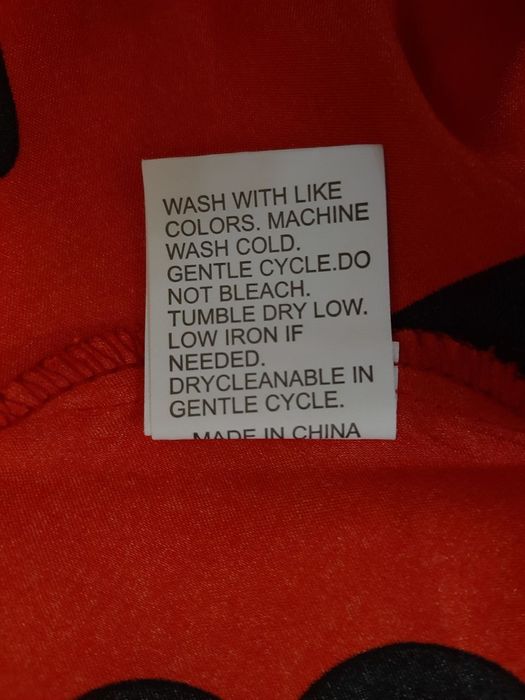 WASH WITH LIKE
COLORS. MACHINE
WASH COLD.
GENTLE CYCLE.DO
NOT BLEACH.
TUMBLE DRY LOW.
LOW IRON IF
NEEDED.
DRYCLEANABLE IN
GENTLE CYCLE.
MADE IN CHINA